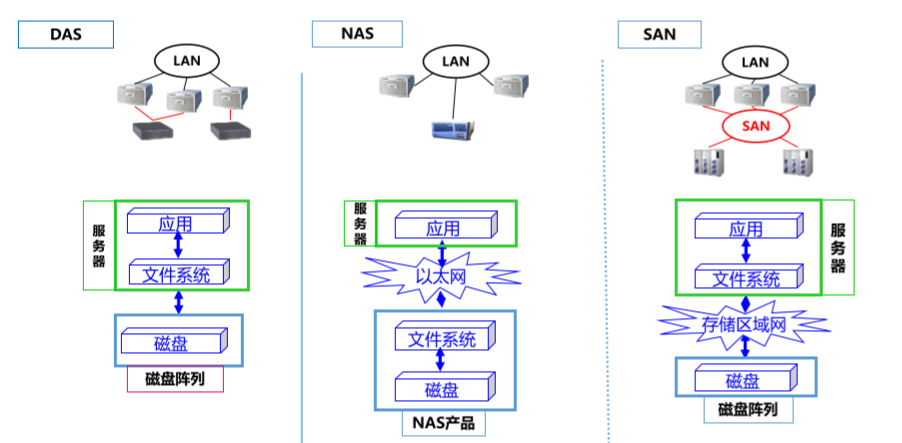 DAS
LAN
服务器
应用
文件系统
磁盘
磁盘阵列
NAS
LAN
服务器
应用
以太网
文件系统
磁盘
NAS产品
SAN
LAN
SAN
应用
文件系统
服务器
存储区域网
磁盘
磁盘阵列